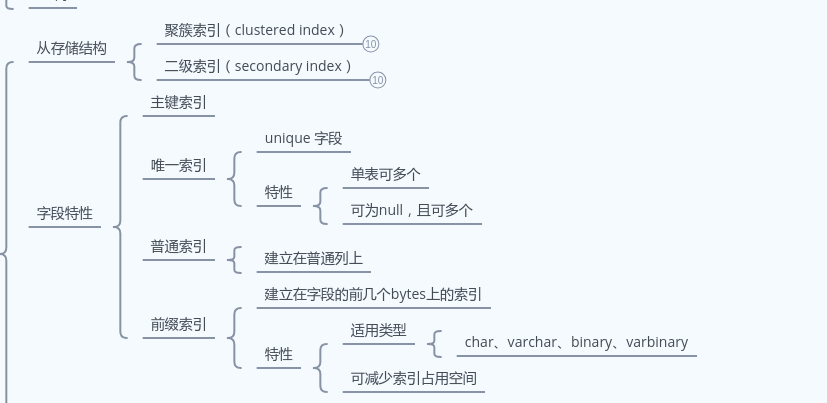 从存储结构
聚簇索引 ( clustered index )
10
二级索引 ( secondary index )
10
字段特性
主键索引
唯一索引
unique 字段
特性
单表可多个
可为null，且可多个
普通索引
建立在普通列上
前缀索引
建立在字段的前几个bytes上的索引
特性
适用类型
char、varchar、binary、varbinary
可减少索引占用空间